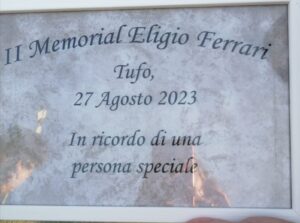 II Memorial Eligio Ferrari
Tufo,
27 Agosto 2023
In ricordo di una
persona speciale